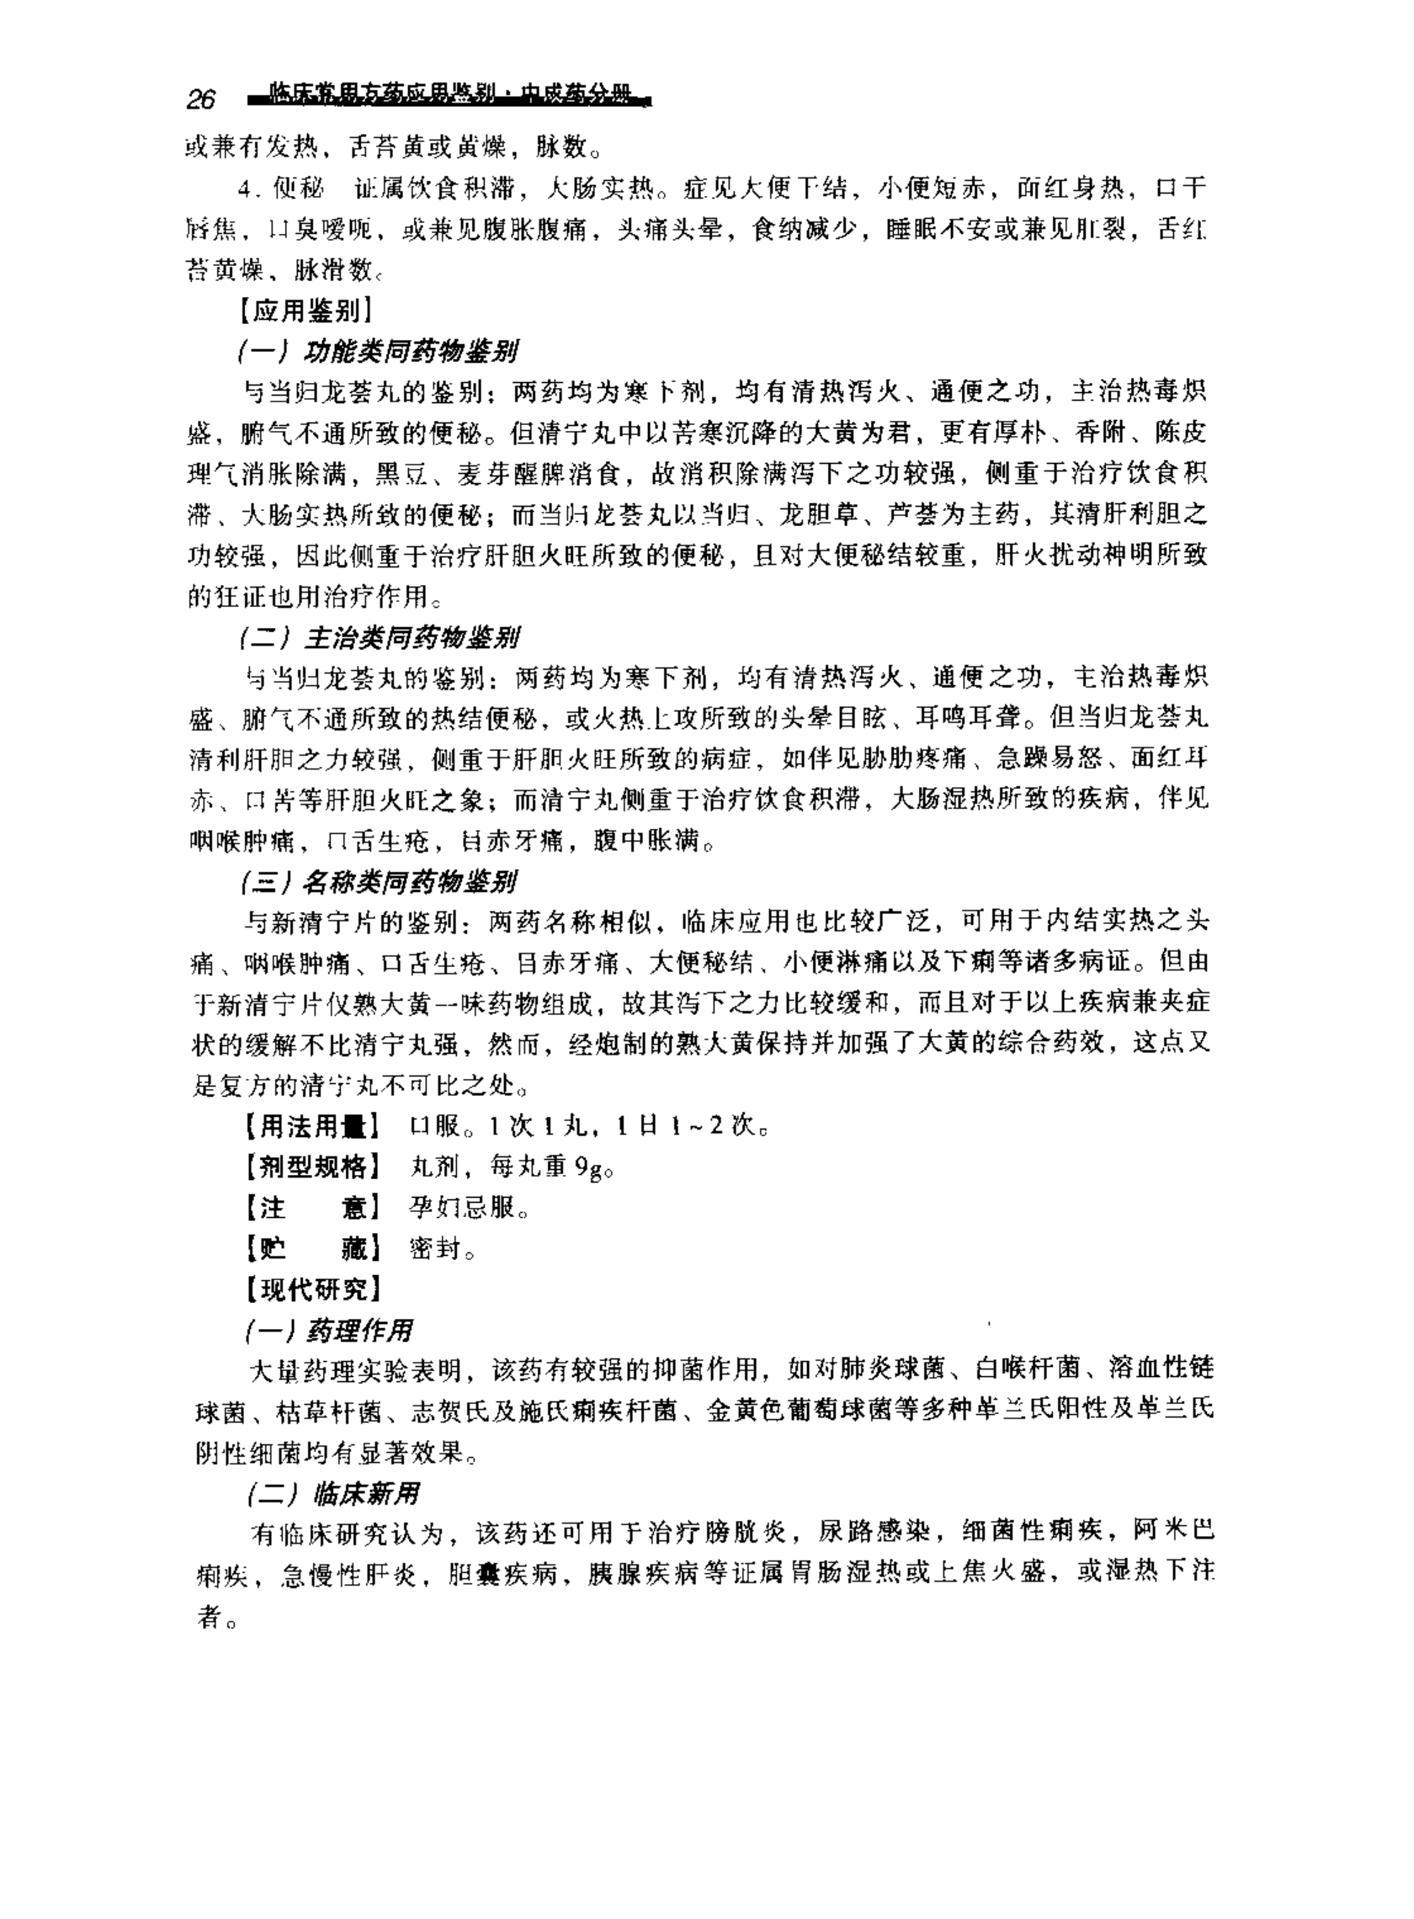 26 临床常用方药应用鉴别·中成药分册
或兼有发热，舌苔黄或黄燥，脉数。
4. 便秘 证属饮食积滞，大肠实热。症见大便干结，小便短赤，面红身热，口干
唇焦，口臭嗳呃，或兼见腹胀腹痛，头痛头晕，食纳减少，睡眠不安或兼见肛裂，舌红
苔黄燥，脉滑数。
【应用鉴别】
（一）功能类同药物鉴别
与当归龙荟丸的鉴别：两药均为寒下剂，均有清热泻火、通便之功，主治热毒炽
盛，腑气不通所致的便秘。但清宁丸中以苦寒沉降的大黄为君，更有厚朴、香附、陈皮
理气消胀除满，黑豆、麦芽醒脾消食，故消积除满泻下之功较强，侧重于治疗饮食积
滞、大肠实热所致的便秘；而当归龙荟丸以当归、龙胆草、芦荟为主药，其清肝利胆之
功较强，因此侧重于治疗肝胆火旺所致的便秘，且对大便秘结较重，肝火扰动神明所致
的狂证也用治疗作用。
（二）主治类同药物鉴别
与当归龙荟丸的鉴别：两药均为寒下剂，均有清热泻火、通便之功，主治热毒炽
盛、腑气不通所致的热结便秘，或火热上攻所致的头晕目眩、耳鸣耳聋。但当归龙荟丸
清利肝胆之力较强，侧重于肝胆火旺所致的病症，如伴见胁肋疼痛、急躁易怒、面红耳
赤、口苦等肝胆火旺之象；而清宁丸侧重于治疗饮食积滞，大肠湿热所致的疾病，伴见
咽喉肿痛，口舌生疮，目赤牙痛，腹中胀满。
（三）名称类同药物鉴别
与新清宁片的鉴别：两药名称相似，临床应用也比较广泛，可用于内结实热之头
痛、咽喉肿痛、口舌生疮、目赤牙痛、大便秘结、小便淋痛以及下痢等诸多病证。但由
于新清宁片仅熟大黄一味药物组成，故其泻下之力比较缓和，而且对于以上疾病兼夹症
状的缓解不比清宁丸强，然而，经炮制的熟大黄保持并加强了大黄的综合药效，这点又
是复方的清宁丸不可比之处。
【用法用量】 口服。1次1丸，1日1~2次。
【剂型规格】 丸剂，每丸重9g。
【注 意】 孕妇忌服。
【贮 藏】 密封。
【现代研究】
（一）药理作用
大量药理实验表明，该药有较强的抑菌作用，如对肺炎球菌、白喉杆菌、溶血性链
球菌、枯草杆菌、志贺氏及施氏痢疾杆菌、金黄色葡萄球菌等多种革兰氏阳性及革兰氏
阴性细菌均有显著效果。
（二）临床新用
有临床研究认为，该药还可用于治疗膀胱炎，尿路感染，细菌性痢疾，阿米巴
痢疾，急慢性肝炎，胆囊疾病，胰腺疾病等证属胃肠湿热或上焦火盛，或湿热下注
者。